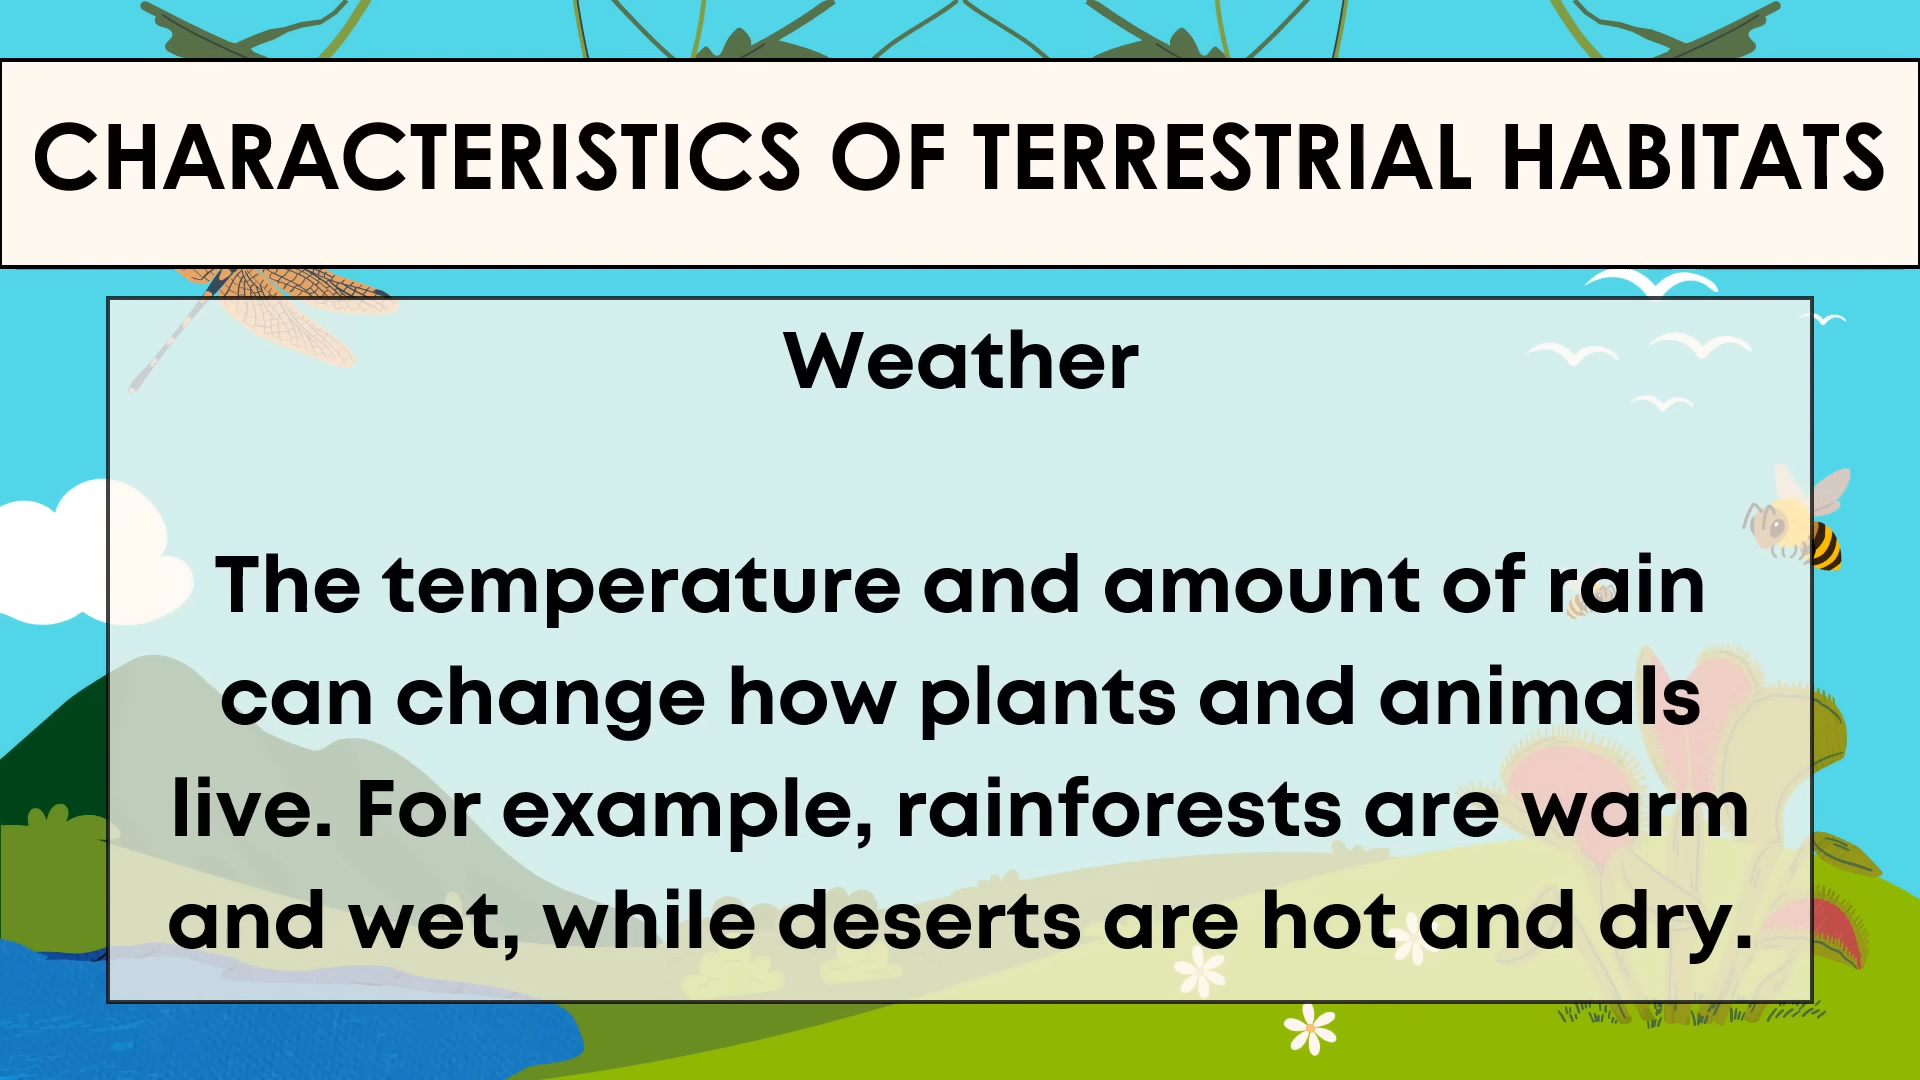 CHARACTERISTICS OF TERRESTRIAL HABITATS
Weather
The temperature and amount of rain
can change how plants and animals
live. For example, rainforests are warm
and wet, while deserts are hot and dry.